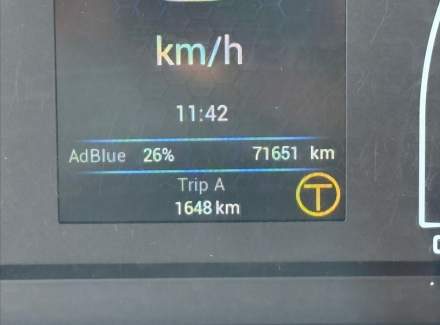 km/h
11:42
AdBlue 26% 71651 km
Trip A
1648 km
T